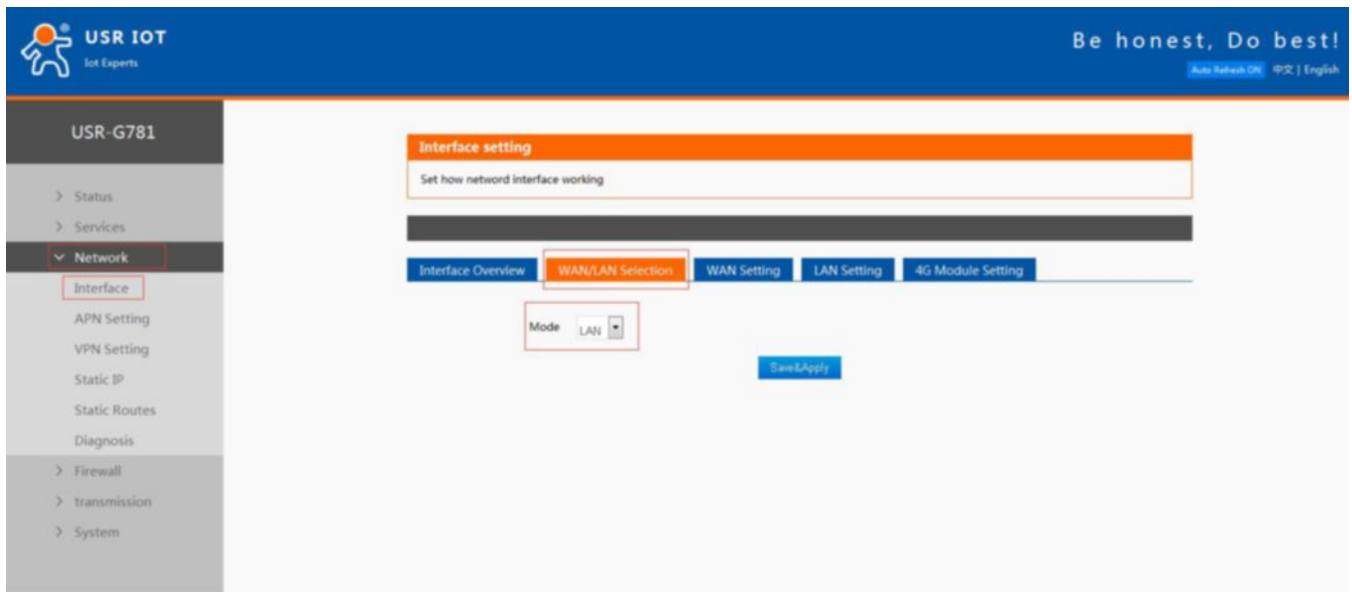 USR IOT
Iot Experts
Be honest, Do best!
Auto Refresh ON 中文 | English
USR-G781
Status
Services
Network
Interface
APN Setting
VPN Setting
Static IP
Static Routes
Diagnosis
Firewall
transmission
System
Interface setting
Set how netword interface working
Interface Overview WAN/LAN Selection WAN Setting LAN Setting 4G Module Setting
Mode LAN
Save&Apply